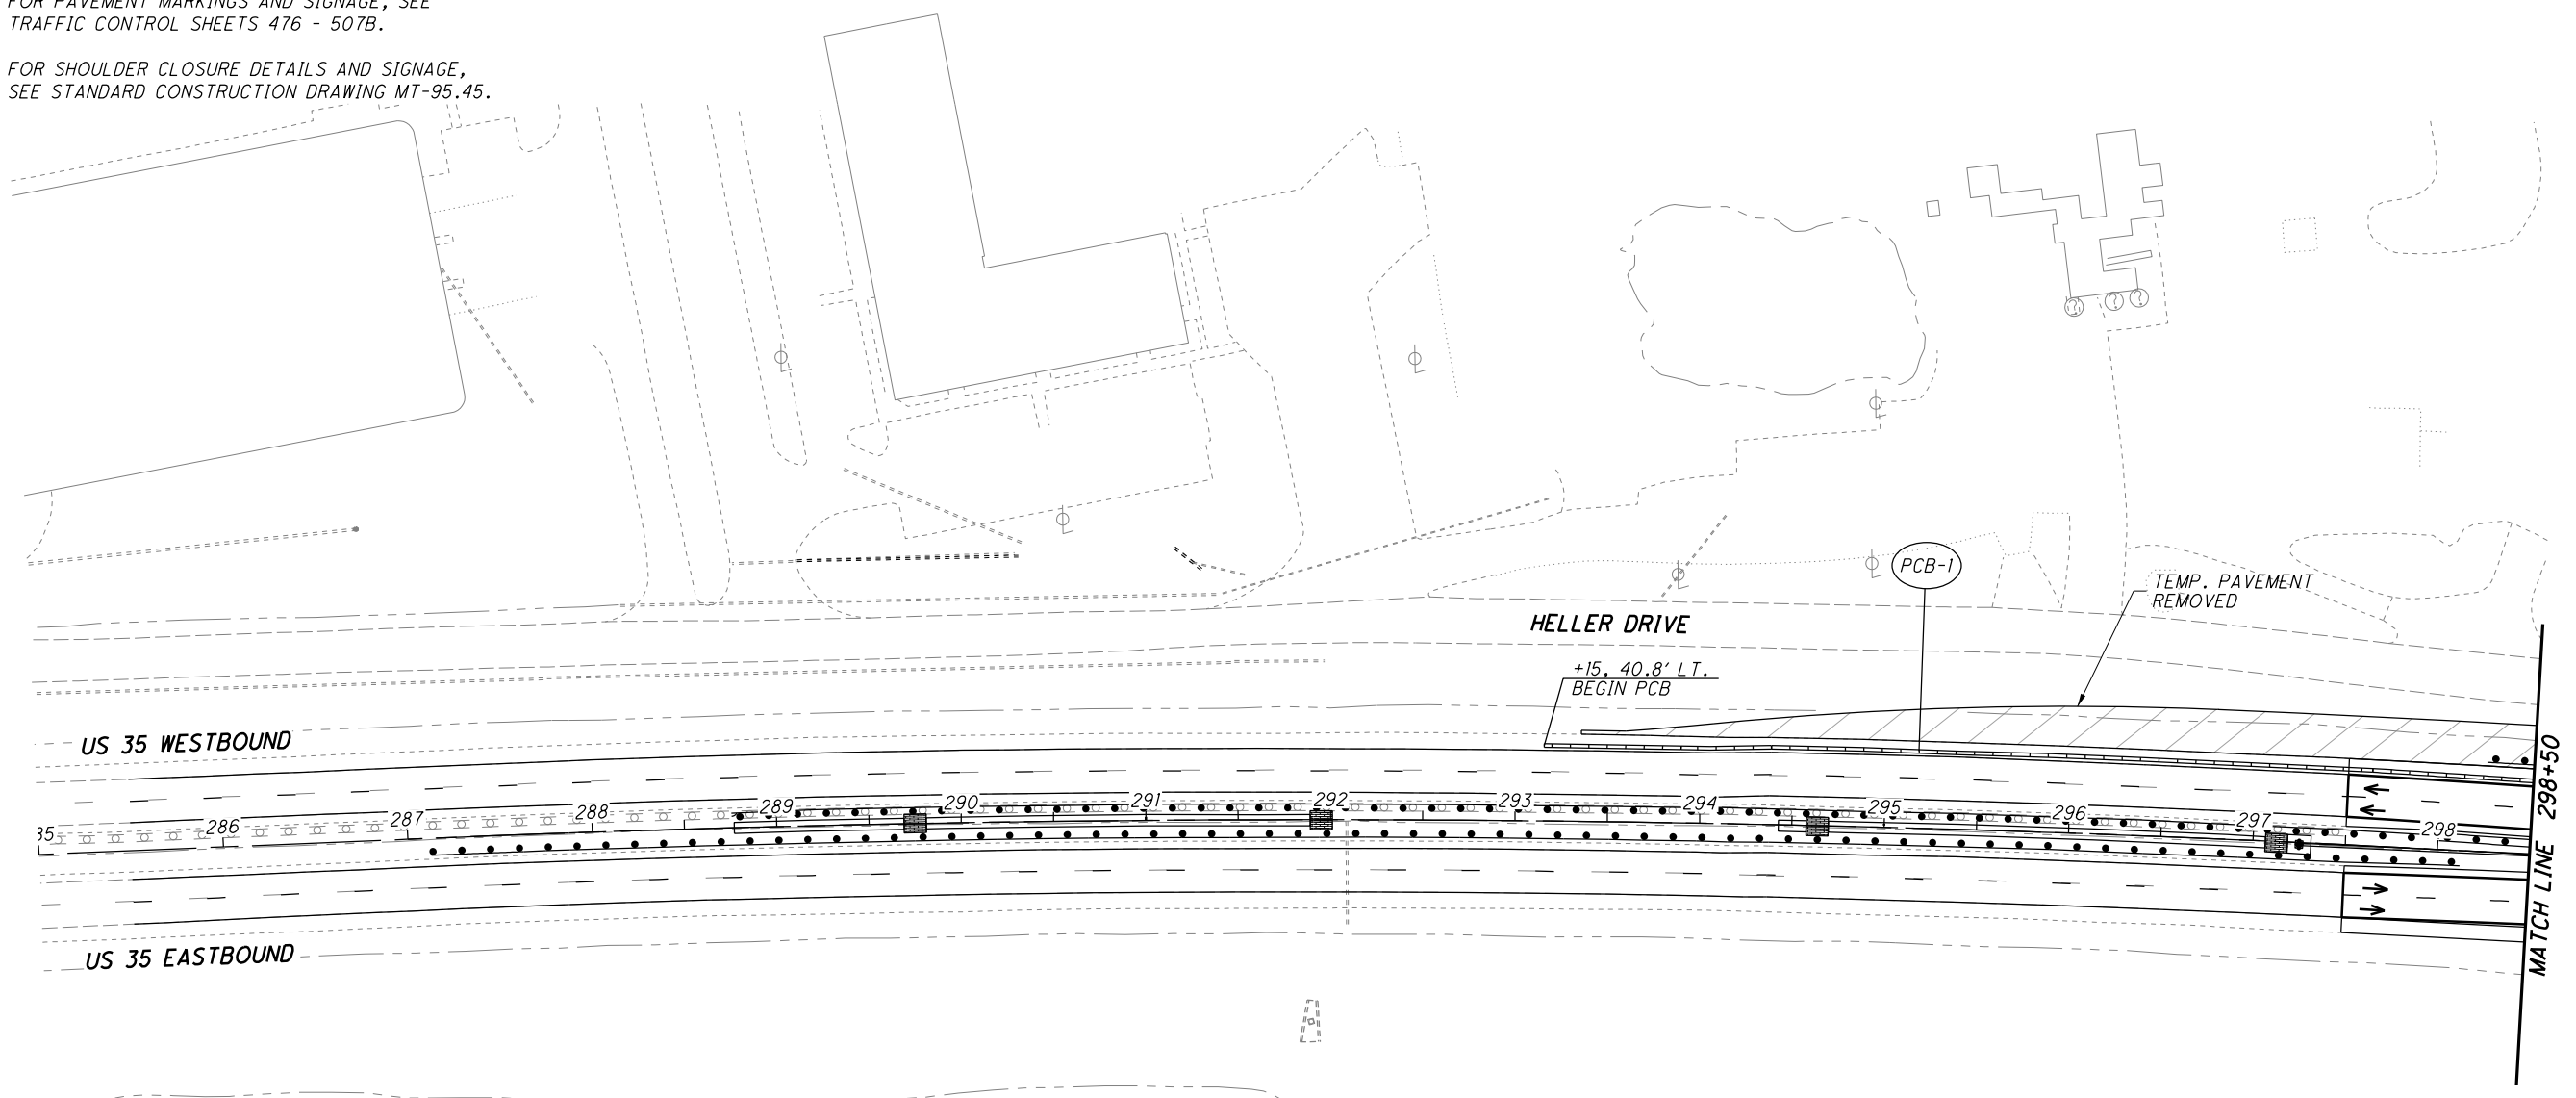 FOR PAVEMENT MARKINGS AND SIGNAGE, SEE
TRAFFIC CONTROL SHEETS 476 - 507B.
FOR SHOULDER CLOSURE DETAILS AND SIGNAGE,
SEE STANDARD CONSTRUCTION DRAWING MT-95.45.
PCB-1
TEMP. PAVEMENT
REMOVED
HELLER DRIVE
+15, 40.8' LT.
BEGIN PCB
US 35 WESTBOUND
286
287
288
289
290
291
292
293
294
295
296
297
298
US 35 EASTBOUND
MATCH LINE 298+50